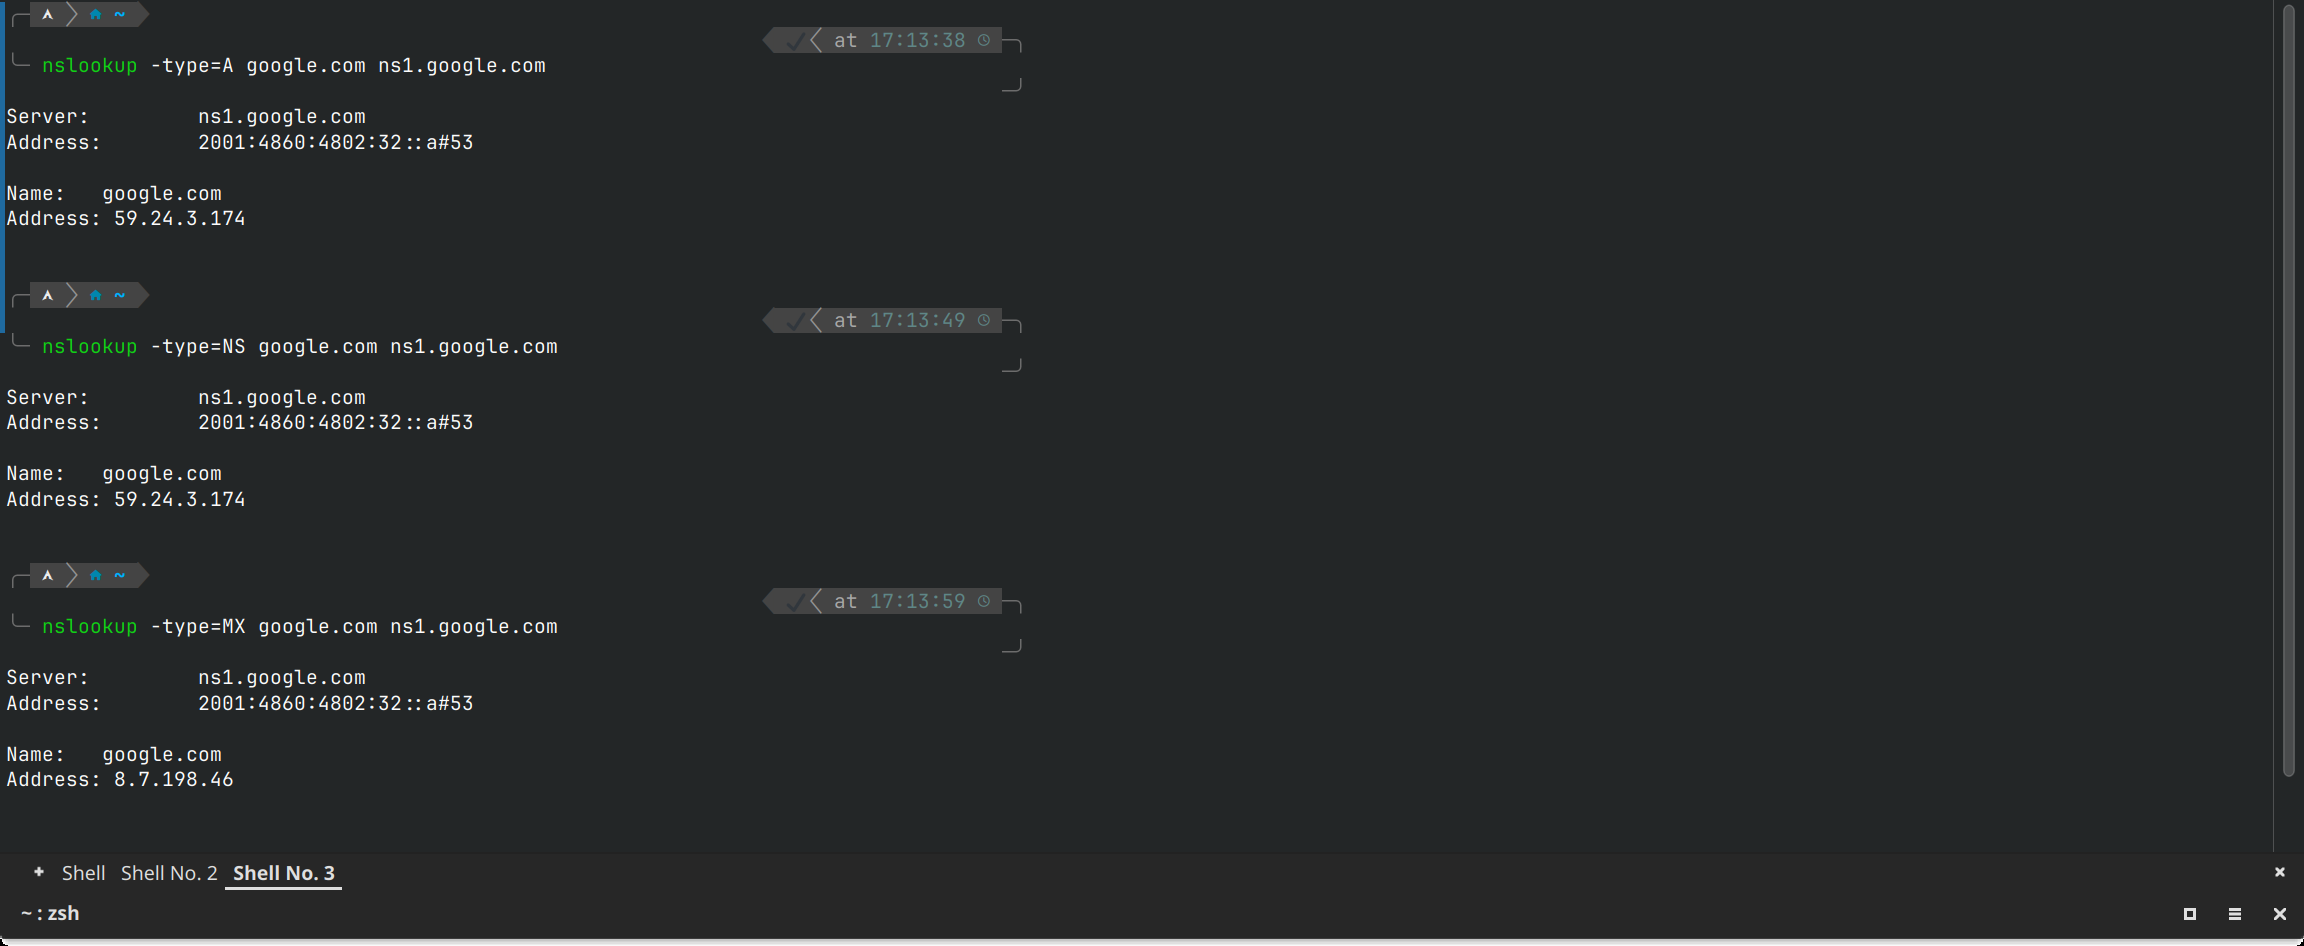 ~
at 17:13:38
nslookup -type=A google.com ns1.google.com
Server:         ns1.google.com
Address:        2001:4860:4802:32::a#53
Name:   google.com
Address: 59.24.3.174
~
at 17:13:49
nslookup -type=NS google.com ns1.google.com
Server:         ns1.google.com
Address:        2001:4860:4802:32::a#53
Name:   google.com
Address: 59.24.3.174
~
at 17:13:59
nslookup -type=MX google.com ns1.google.com
Server:         ns1.google.com
Address:        2001:4860:4802:32::a#53
Name:   google.com
Address: 8.7.198.46
Shell Shell No. 2 Shell No. 3
~ : zsh